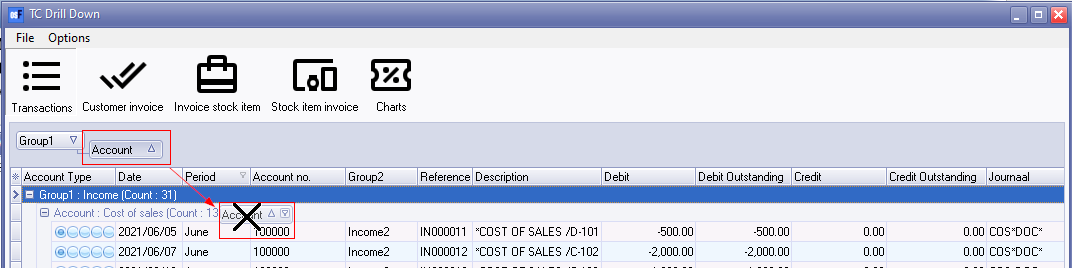 TC Drill Down
File Options
Transactions Customer invoice Invoice stock item Stock item invoice Charts
Group1 Account
Account Type Date Period Account no. Group2 Reference Description Debit Debit Outstanding Credit Credit Outstanding Journaal
Group1 : Income (Count : 31)
Account : Cost of sales (Count : 13 Account
2021/06/05 June 100000 Income2 IN000011 *COST OF SALES /D-101 -500.00 -500.00 0.00 0.00 COS*DOC*
2021/06/07 June 100000 Income2 IN000012 *COST OF SALES /C-102 -2,000.00 -2,000.00 0.00 0.00 COS*DOC*